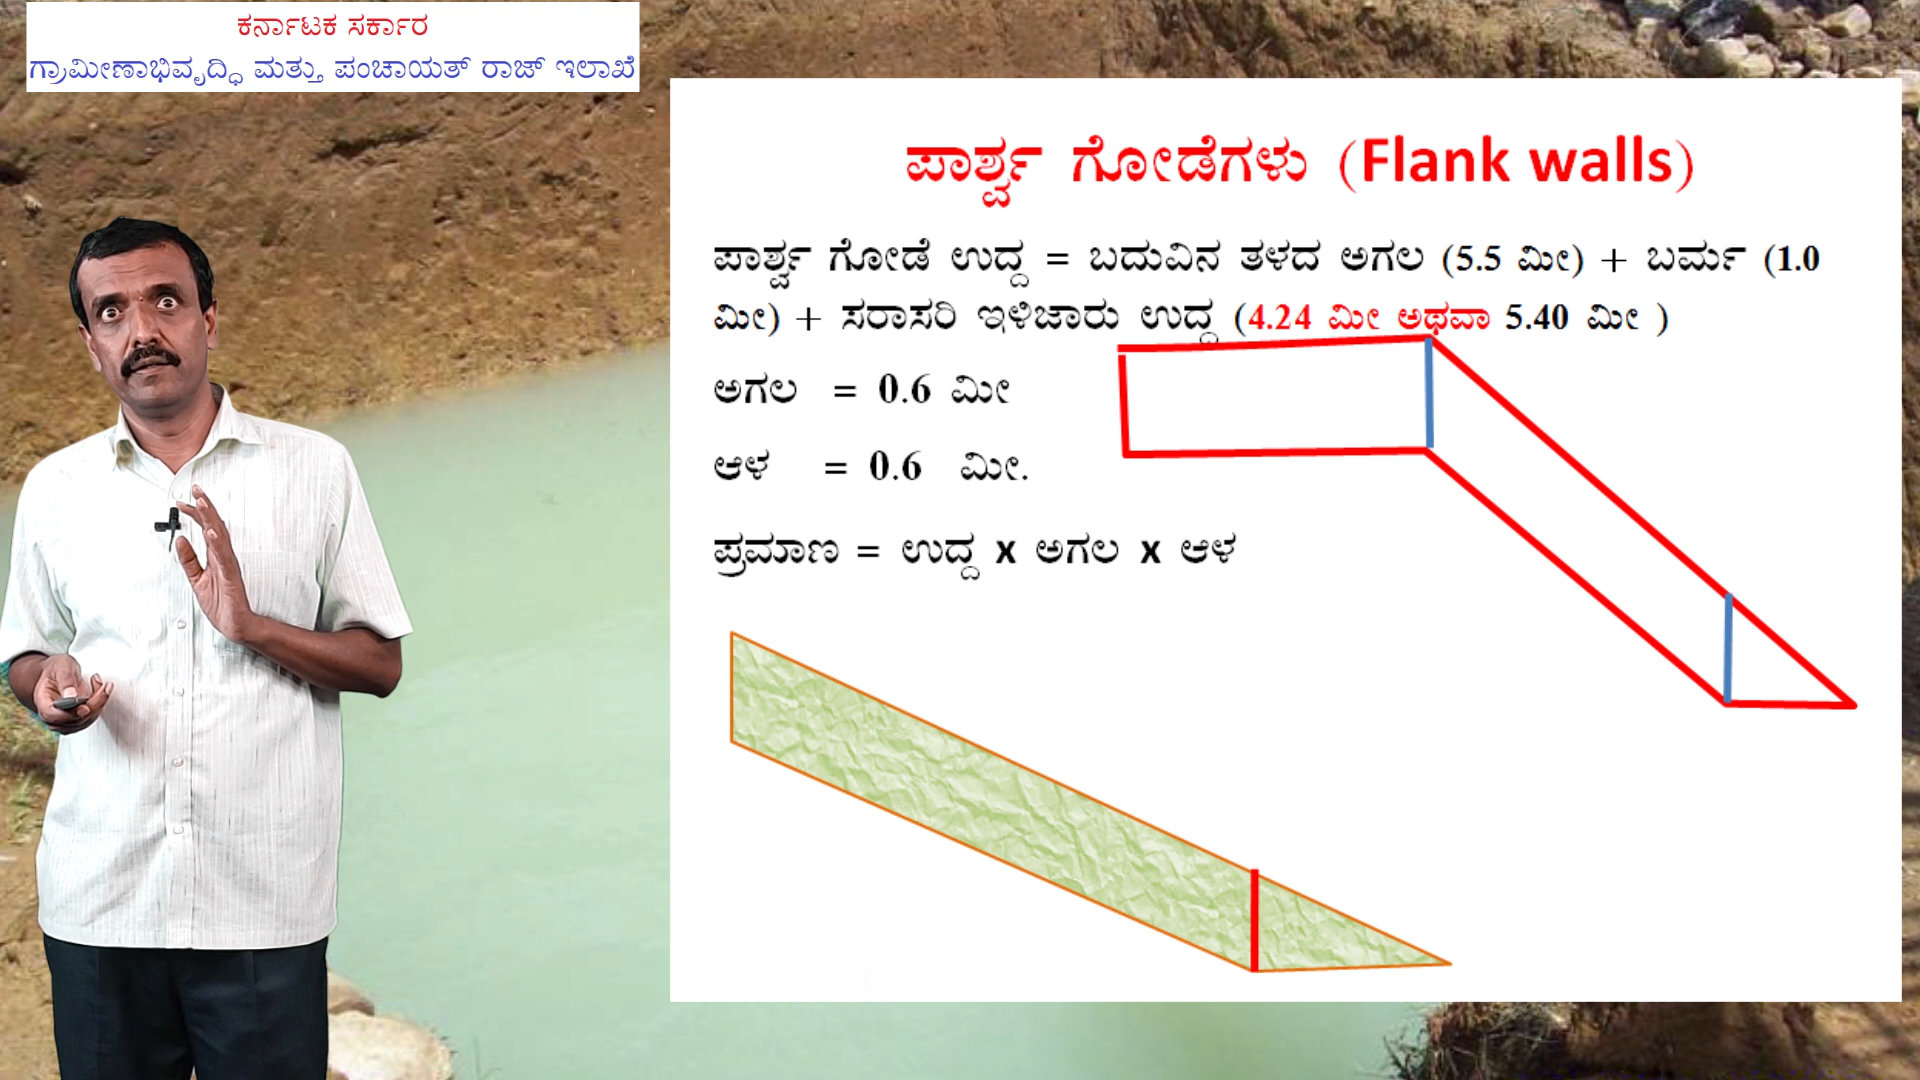 ಕರ್ನಾಟಕ ಸರ್ಕಾರ
ಗ್ರಾಮೀಣಾಭಿವೃದ್ಧಿ ಮತ್ತು ಪಂಚಾಯತ್ ರಾಜ್ ಇಲಾಖೆ
ಪಾರ್ಶ್ವ ಗೋಡೆಗಳು (Flank walls)
ಪಾರ್ಶ್ವ ಗೋಡೆ ಉದ್ದ = ಬದುವಿನ ತಳದ ಅಗಲ (5.5 ಮೀ) + ಬರ್ಮ (1.0
ಮೀ) + ಸರಾಸರಿ ಇಳಿಜಾರು ಉದ್ದ (4.24 ಮೀ ಅಥವಾ 5.40 ಮೀ )
ಅಗಲ = 0.6 ಮೀ
ಆಳ = 0.6 ಮೀ.
ಪ್ರಮಾಣ = ಉದ್ದ x ಅಗಲ x ಆಳ